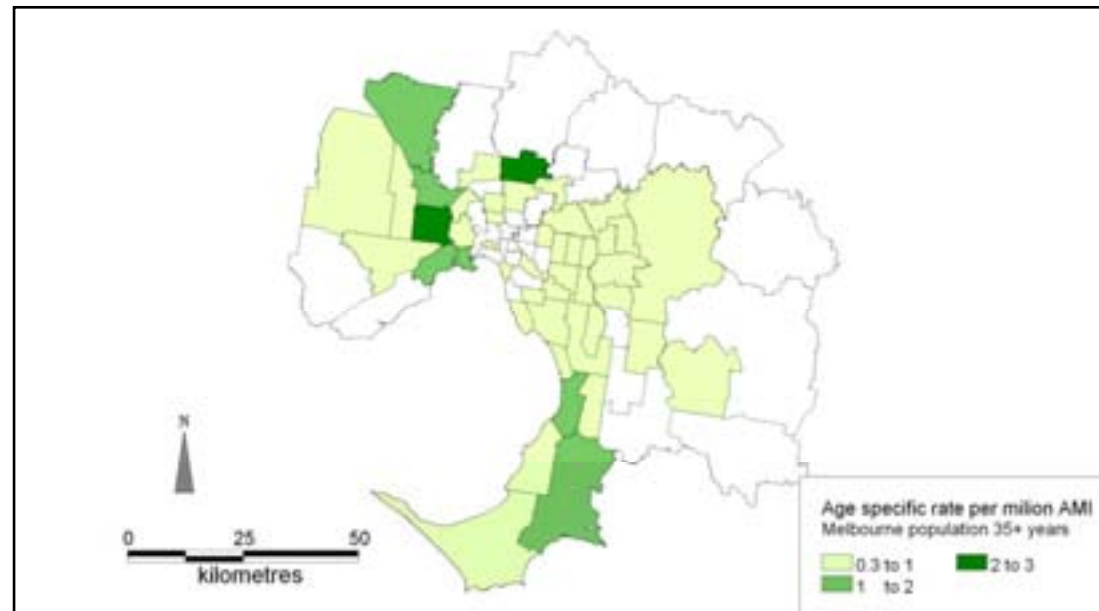 N
0 25 50
kilometres
Age specific rate per milion AMI
Melbourne population 35+ years
0.3 to 1
2 to 3
1 to 2